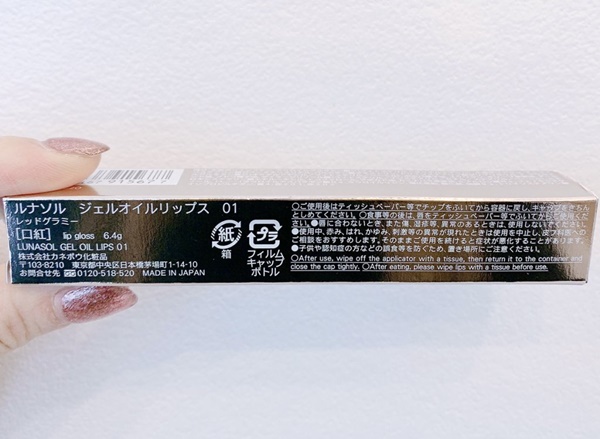 ルナソル ジェルオイルリップス 01
レッドグラミー
[口紅] lip gloss 6.4g
LUNASOL GEL OIL LIPS 01
株式会社カネボウ化粧品
〒103-8210 東京都中央区日本橋茅場町1-14-10
お問合せ先 0120-518-520 MADE IN JAPAN
紙
箱
フィルム
キャップ
ボトル
○ご使用後はティッシュペーパー等でチップをふいてから容器に戻し、キャップをきちん
としめてください。○食事等の後は、唇をティッシュペーパー等でふいてからご使用くだ
さい。●唇に合わないとき、また傷、湿疹等、異常のあるときは、使用しないでください。
●使用中、赤み、はれ、かゆみ、刺激等の異常が現れたときは使用を中止し、皮フ科医への
ご相談をおすすめします。そのまま使用を続けると症状が悪化することがあります。
●子供や認知症の方などの誤食等を防ぐため、置き場所にご注意ください。
○After use, wipe off the applicator with a tissue, then return it to the container and
close the cap tightly. ○After eating, please wipe lips with a tissue before use.